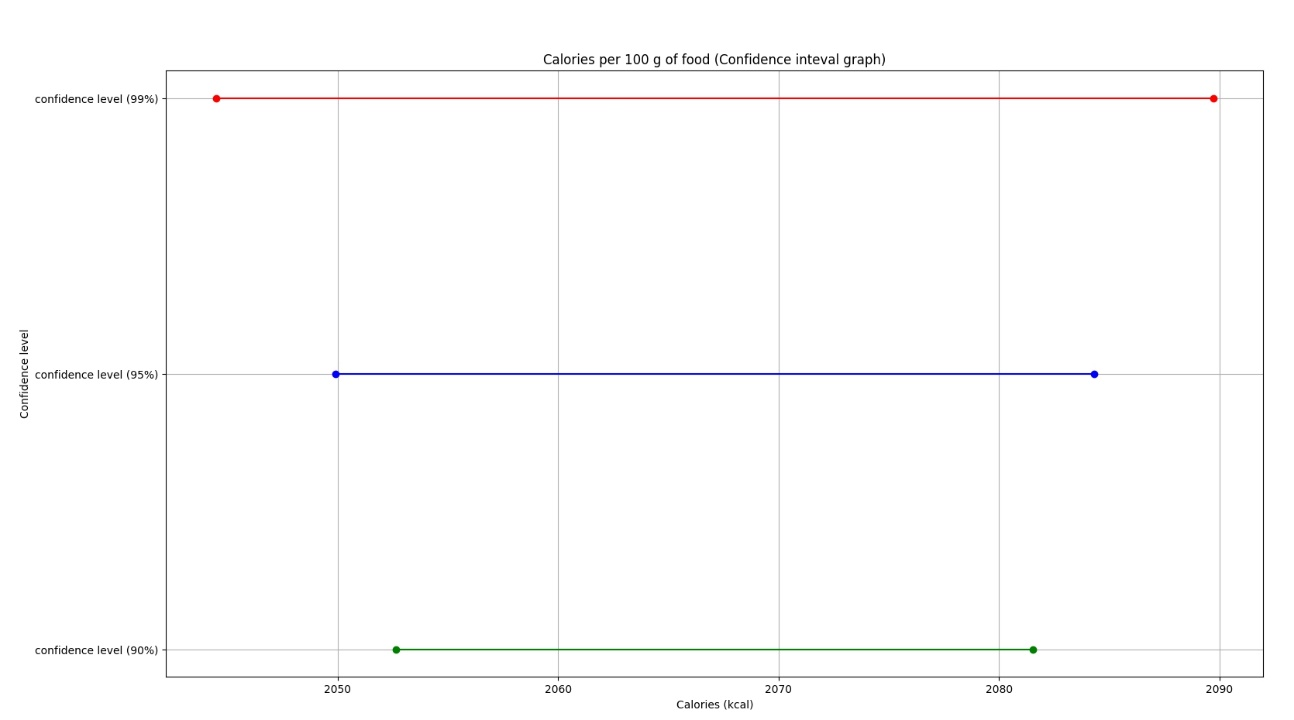 Calories per 100 g of food (Confidence inteval graph)
confidence level (99%)
confidence level (95%)
confidence level (90%)
Confidence level
2050 2060 2070 2080 2090
Calories (kcal)